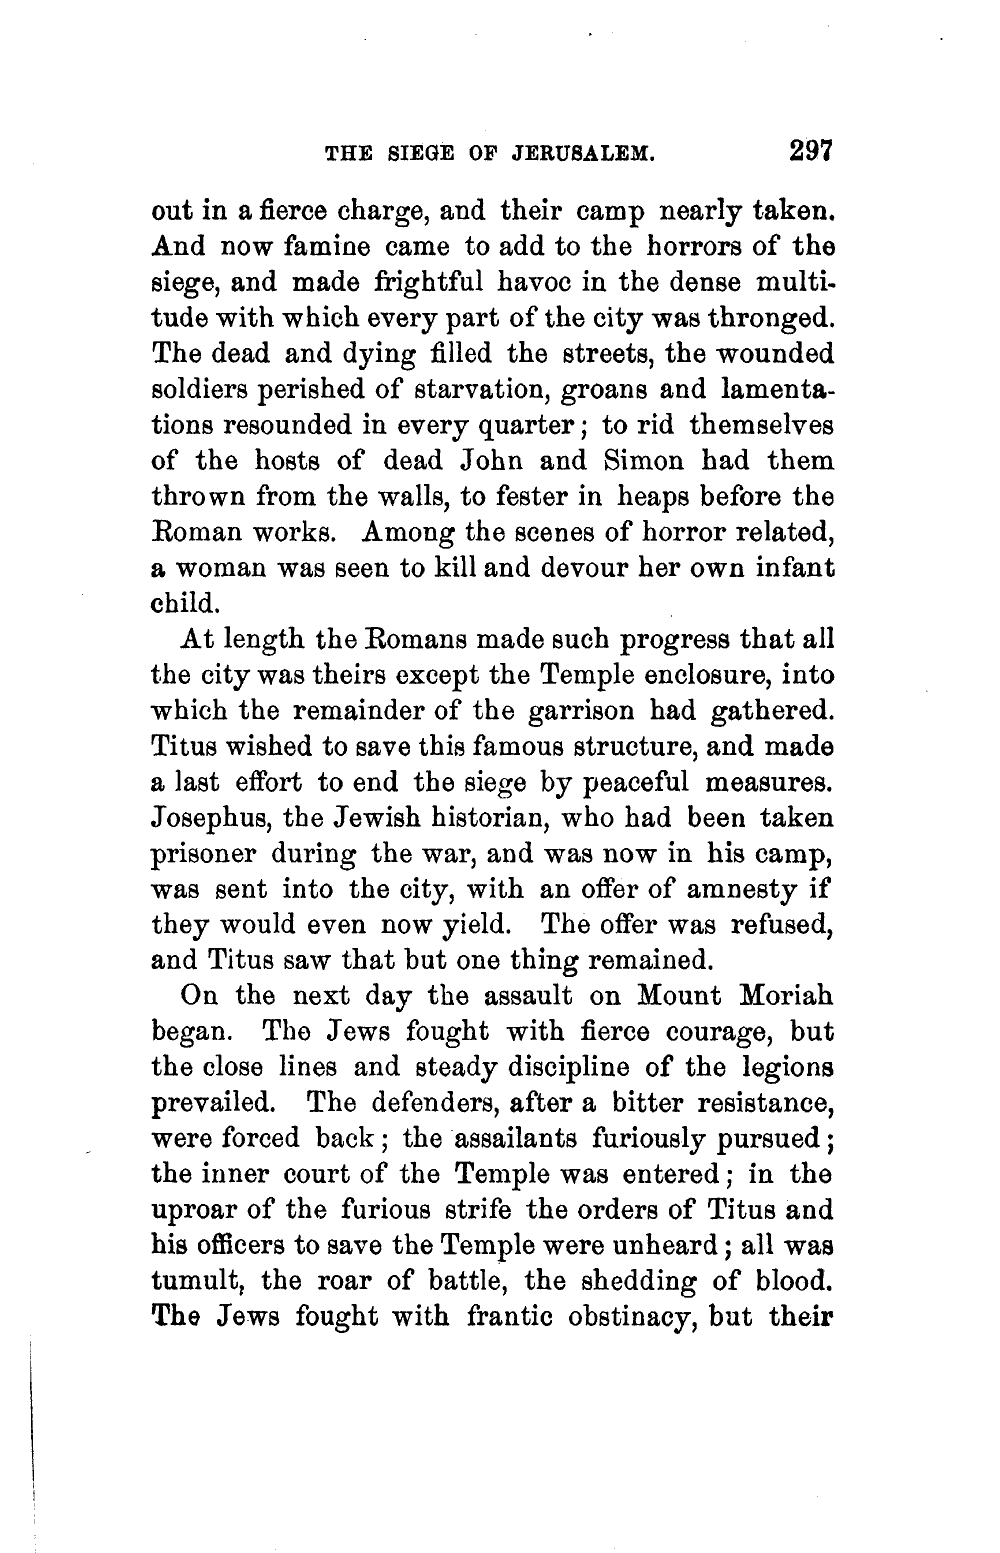 THE SIEGE OF JERUSALEM. 297
out in a fierce charge, and their camp nearly taken.
And now famine came to add to the horrors of the
siege, and made frightful havoc in the dense multi-
tude with which every part of the city was thronged.
The dead and dying filled the streets, the wounded
soldiers perished of starvation, groans and lamenta-
tions resounded in every quarter; to rid themselves
of the hosts of dead John and Simon had them
thrown from the walls, to fester in heaps before the
Roman works. Among the scenes of horror related,
a woman was seen to kill and devour her own infant
child.
At length the Romans made such progress that all
the city was theirs except the Temple enclosure, into
which the remainder of the garrison had gathered.
Titus wished to save this famous structure, and made
a last effort to end the siege by peaceful measures.
Josephus, the Jewish historian, who had been taken
prisoner during the war, and was now in his camp,
was sent into the city, with an offer of amnesty if
they would even now yield. The offer was refused,
and Titus saw that but one thing remained.
On the next day the assault on Mount Moriah
began. The Jews fought with fierce courage, but
the close lines and steady discipline of the legions
prevailed. The defenders, after a bitter resistance,
were forced back; the assailants furiously pursued;
the inner court of the Temple was entered; in the
uproar of the furious strife the orders of Titus and
his officers to save the Temple were unheard; all was
tumult, the roar of battle, the shedding of blood.
The Jews fought with frantic obstinacy, but their